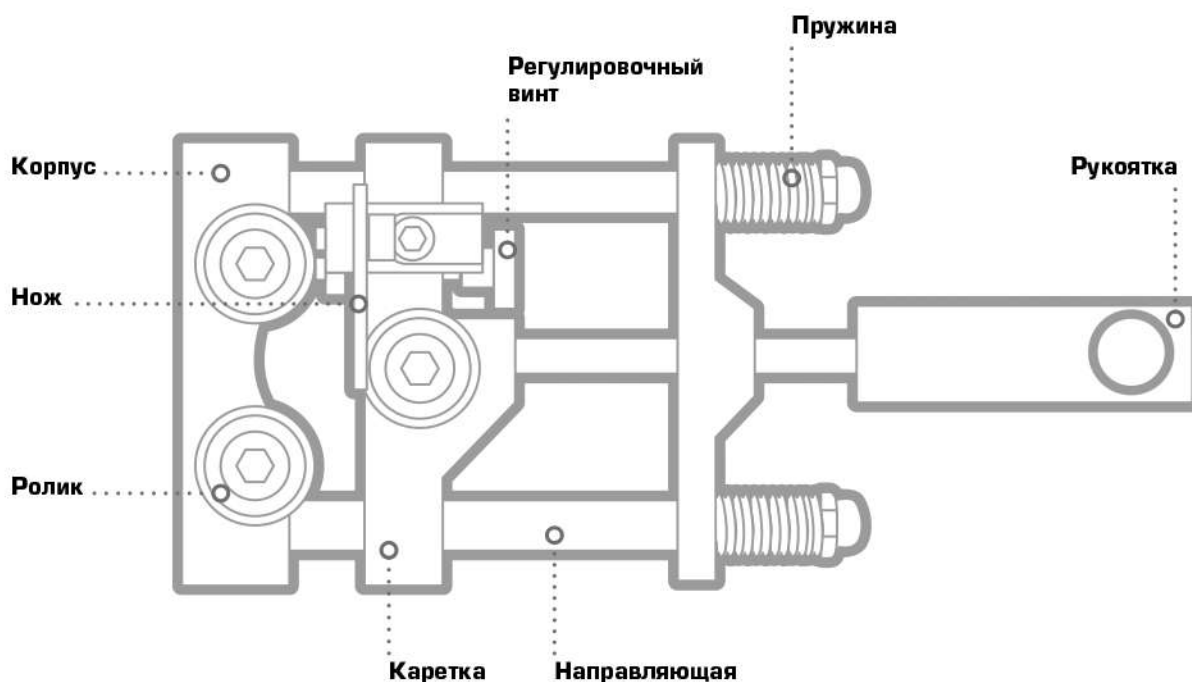 Пружина
Регулировочный
винт
Корпус
Рукоятка
Нож
Ролик
Каретка
Направляющая